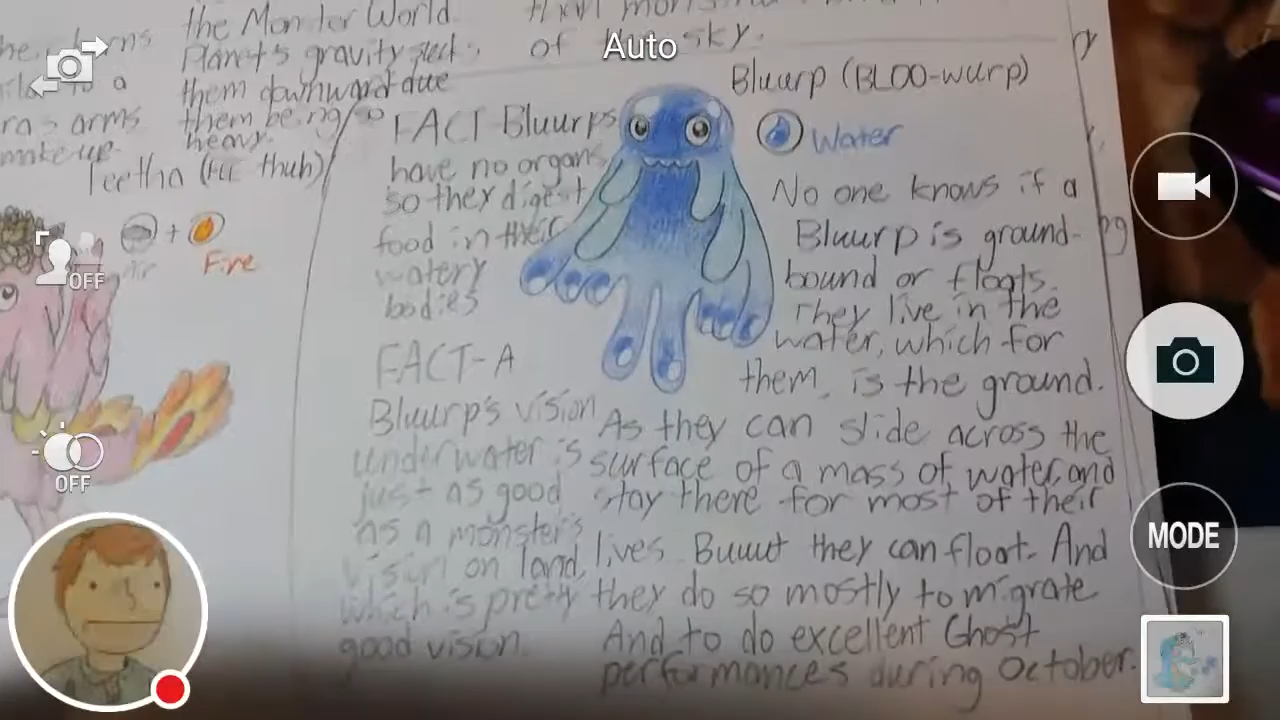 the Monster World
Planet's gravity
them downward due
them being so
heavy.
arms
make-up.
of sky.
Auto
Teetha
+
Fire
OFF
OFF
FACT-Bluurps
have no organs
so they digest
food in their
watery
bodies
FACT-A
Bluurp's vision
underwater is
just as good
as a monster's
vision on land,
which is pretty
good vision.
Bluurp (BLOO-wurp)
Water
No one knows if a
Bluurp is ground-
bound or floats.
They live in the
water, which for
them, is the ground.
As they can slide across the
surface of a mass of water, and
stay there for most of their
lives. Buuut they can float. And
they do so mostly to migrate
And to do excellent Ghost
performances during October.
MODE